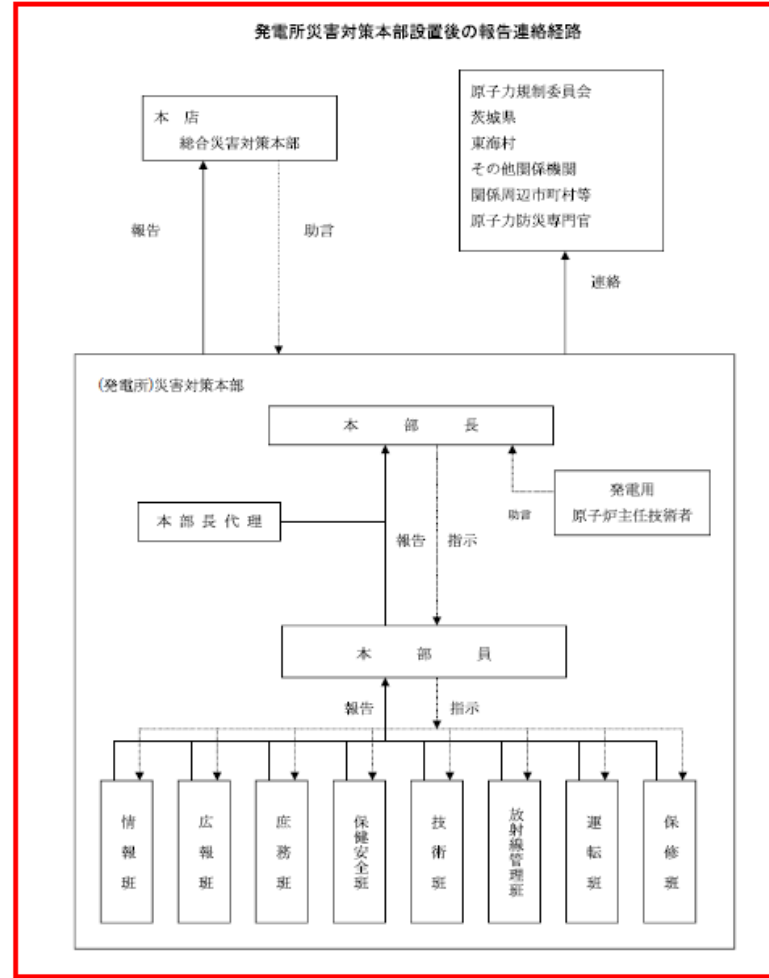 発電所災害対策本部設置後の報告連絡経路
本 店
総合災害対策本部
原子力規制委員会
茨城県
東海村
その他関係機関
関係周辺市町村等
原子力防災専門官
報告
助言
連絡
(発電所)災害対策本部
本 部 長
発電用
原子炉主任技術者
助言
本 部 長 代 理
報告
指示
本 部 員
報告
指示
情報班
広報班
庶務班
保健安全班
技術班
放射線管理班
運転班
保修班